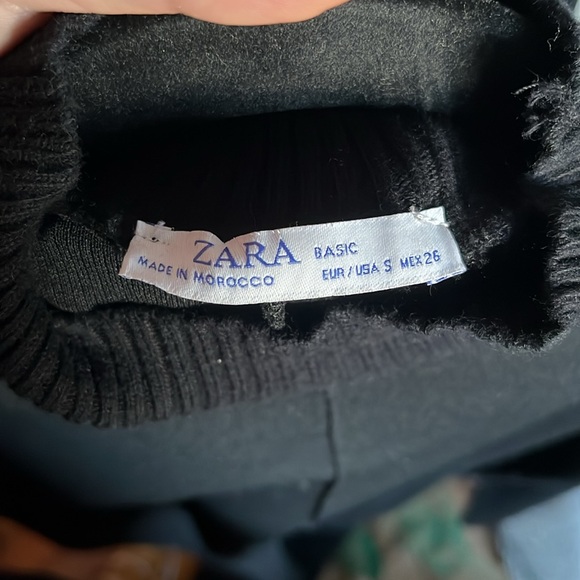 ZARA BASIC
MADE IN MOROCCO EUR/USA S MEX 26